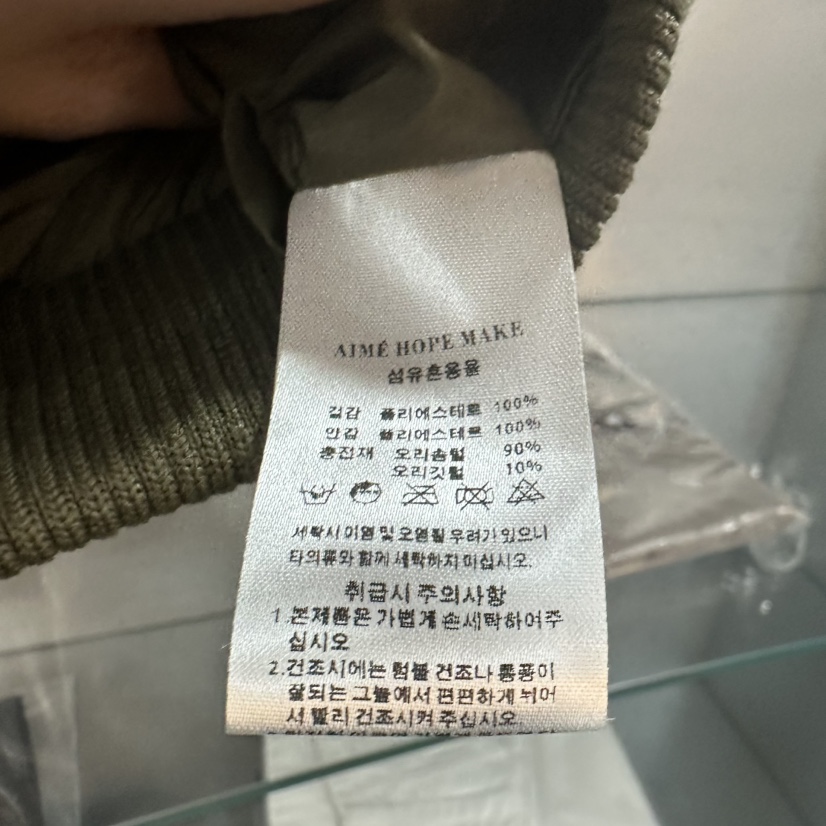 AIMÉ HOPE MAKE
섬유혼용율
겉감 폴리에스테르 100%
안감 폴리에스테르 100%
충전재 오리솜털 90%
오리깃털 10%
세탁시 이염 및 오염될 우려가 있으니
타의류와 함께 세탁하지 마십시오.
취급시 주의사항
1.본제품은 가볍게 손세탁하여주
십시오
2.건조시에는 텀블 건조나 통풍이
잘되는 그늘에서 편편하게 뉘어
서 빨리 건조시켜 주십시오.